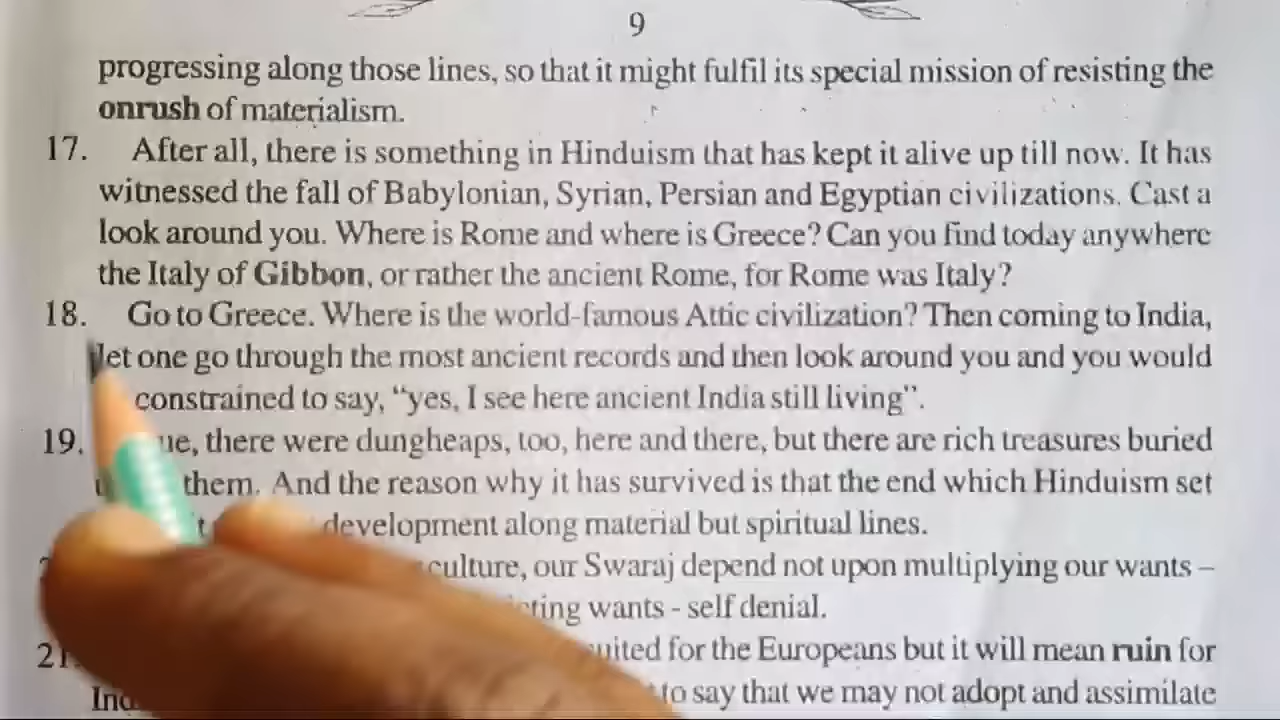 9
progressing along those lines, so that it might fulfil its special mission of resisting the
onrush of materialism.
17. After all, there is something in Hinduism that has kept it alive up till now. It has
witnessed the fall of Babylonian, Syrian, Persian and Egyptian civilizations. Cast a
look around you. Where is Rome and where is Greece? Can you find today anywhere
the Italy of Gibbon, or rather the ancient Rome, for Rome was Italy?
18. Go to Greece. Where is the world-famous Attic civilization? Then coming to India,
let one go through the most ancient records and then look around you and you would
constrained to say, “yes, I see here ancient India still living”.
19. there were dungheaps, too, here and there, but there are rich treasures buried
them. And the reason why it has survived is that the end which Hinduism set
development along material but spiritual lines.
culture, our Swaraj depend not upon multiplying our wants –
wants - self denial.
21. for the Europeans but it will mean ruin for
to say that we may not adopt and assimilate